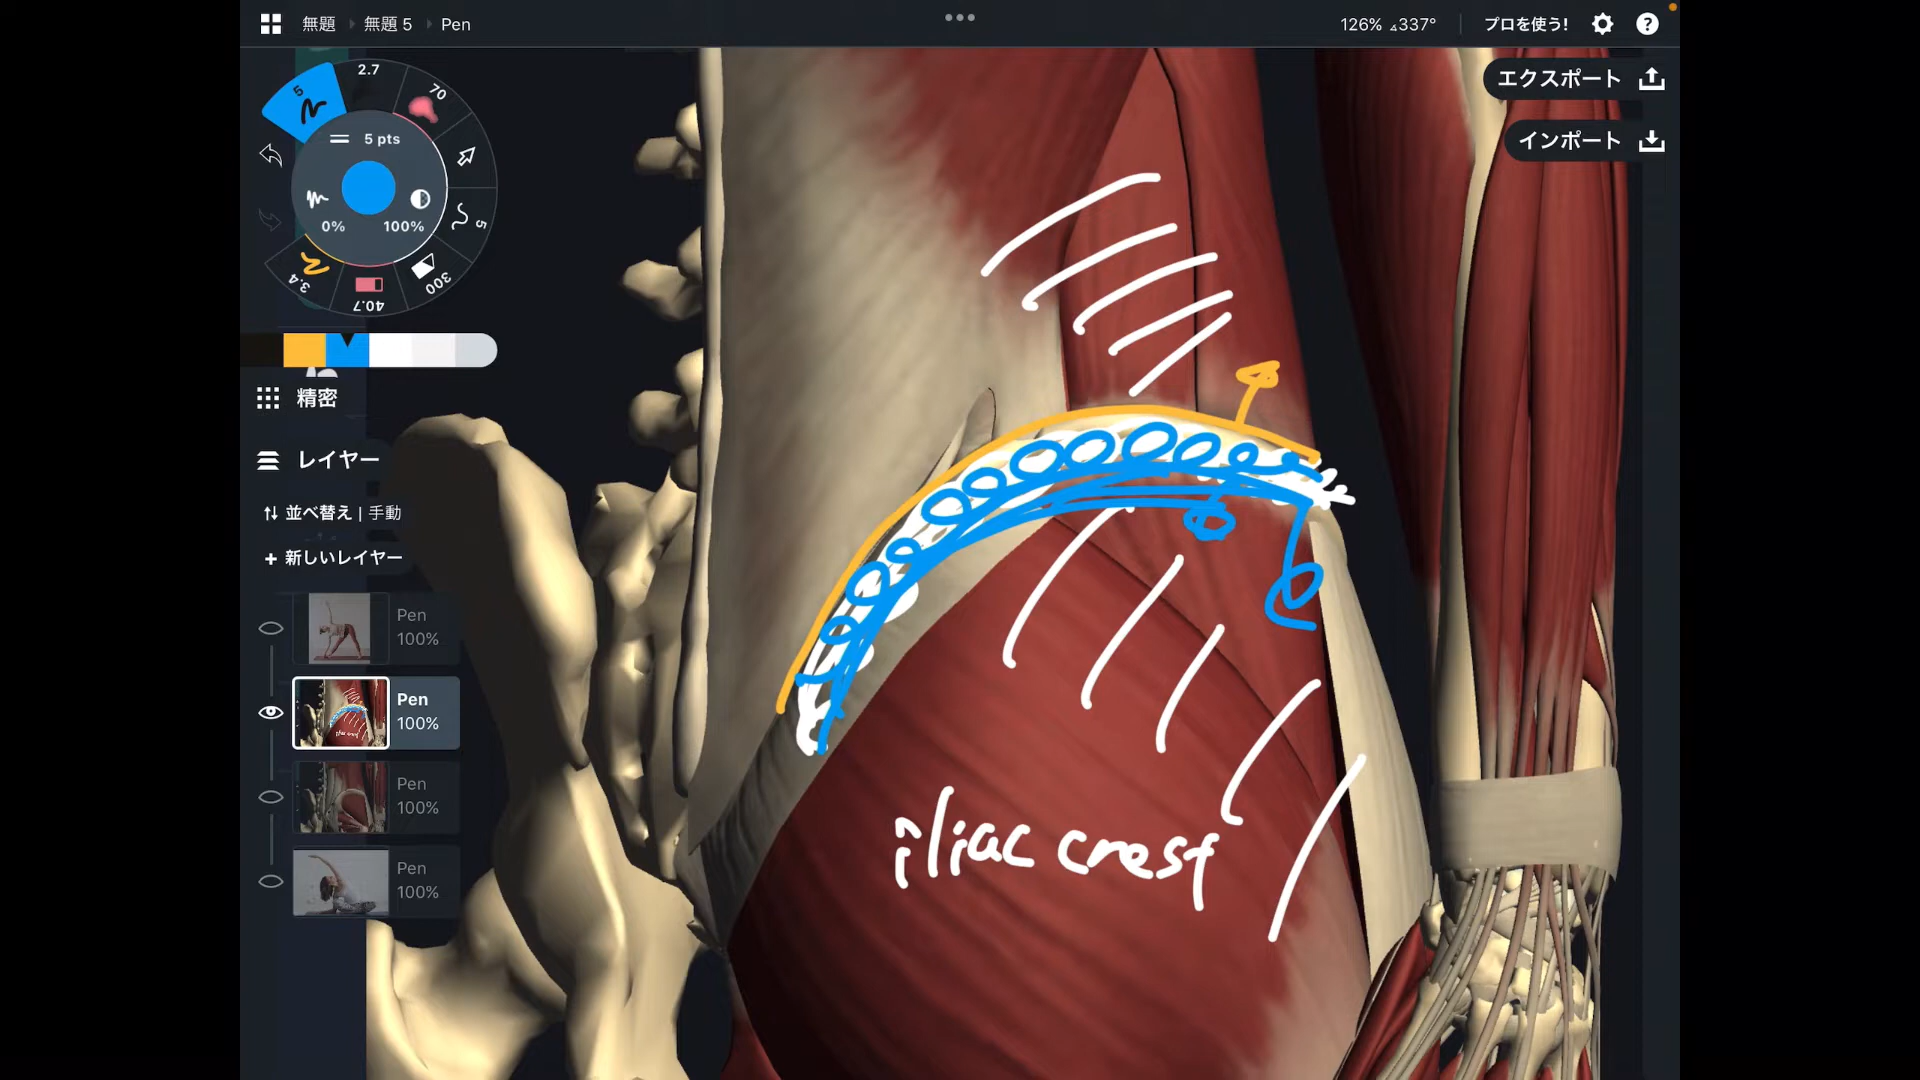 無題 無題 5 Pen
126% ⊿337° プロを使う! ?
エクスポート
インポート
2.7
70
5
5 pts
0% 100%
5
3.4
40.7
300
精密
レイヤー
並べ替え | 手動
+ 新しいレイヤー
Pen
100%
Pen
100%
Pen
100%
Pen
100%
iliac crest